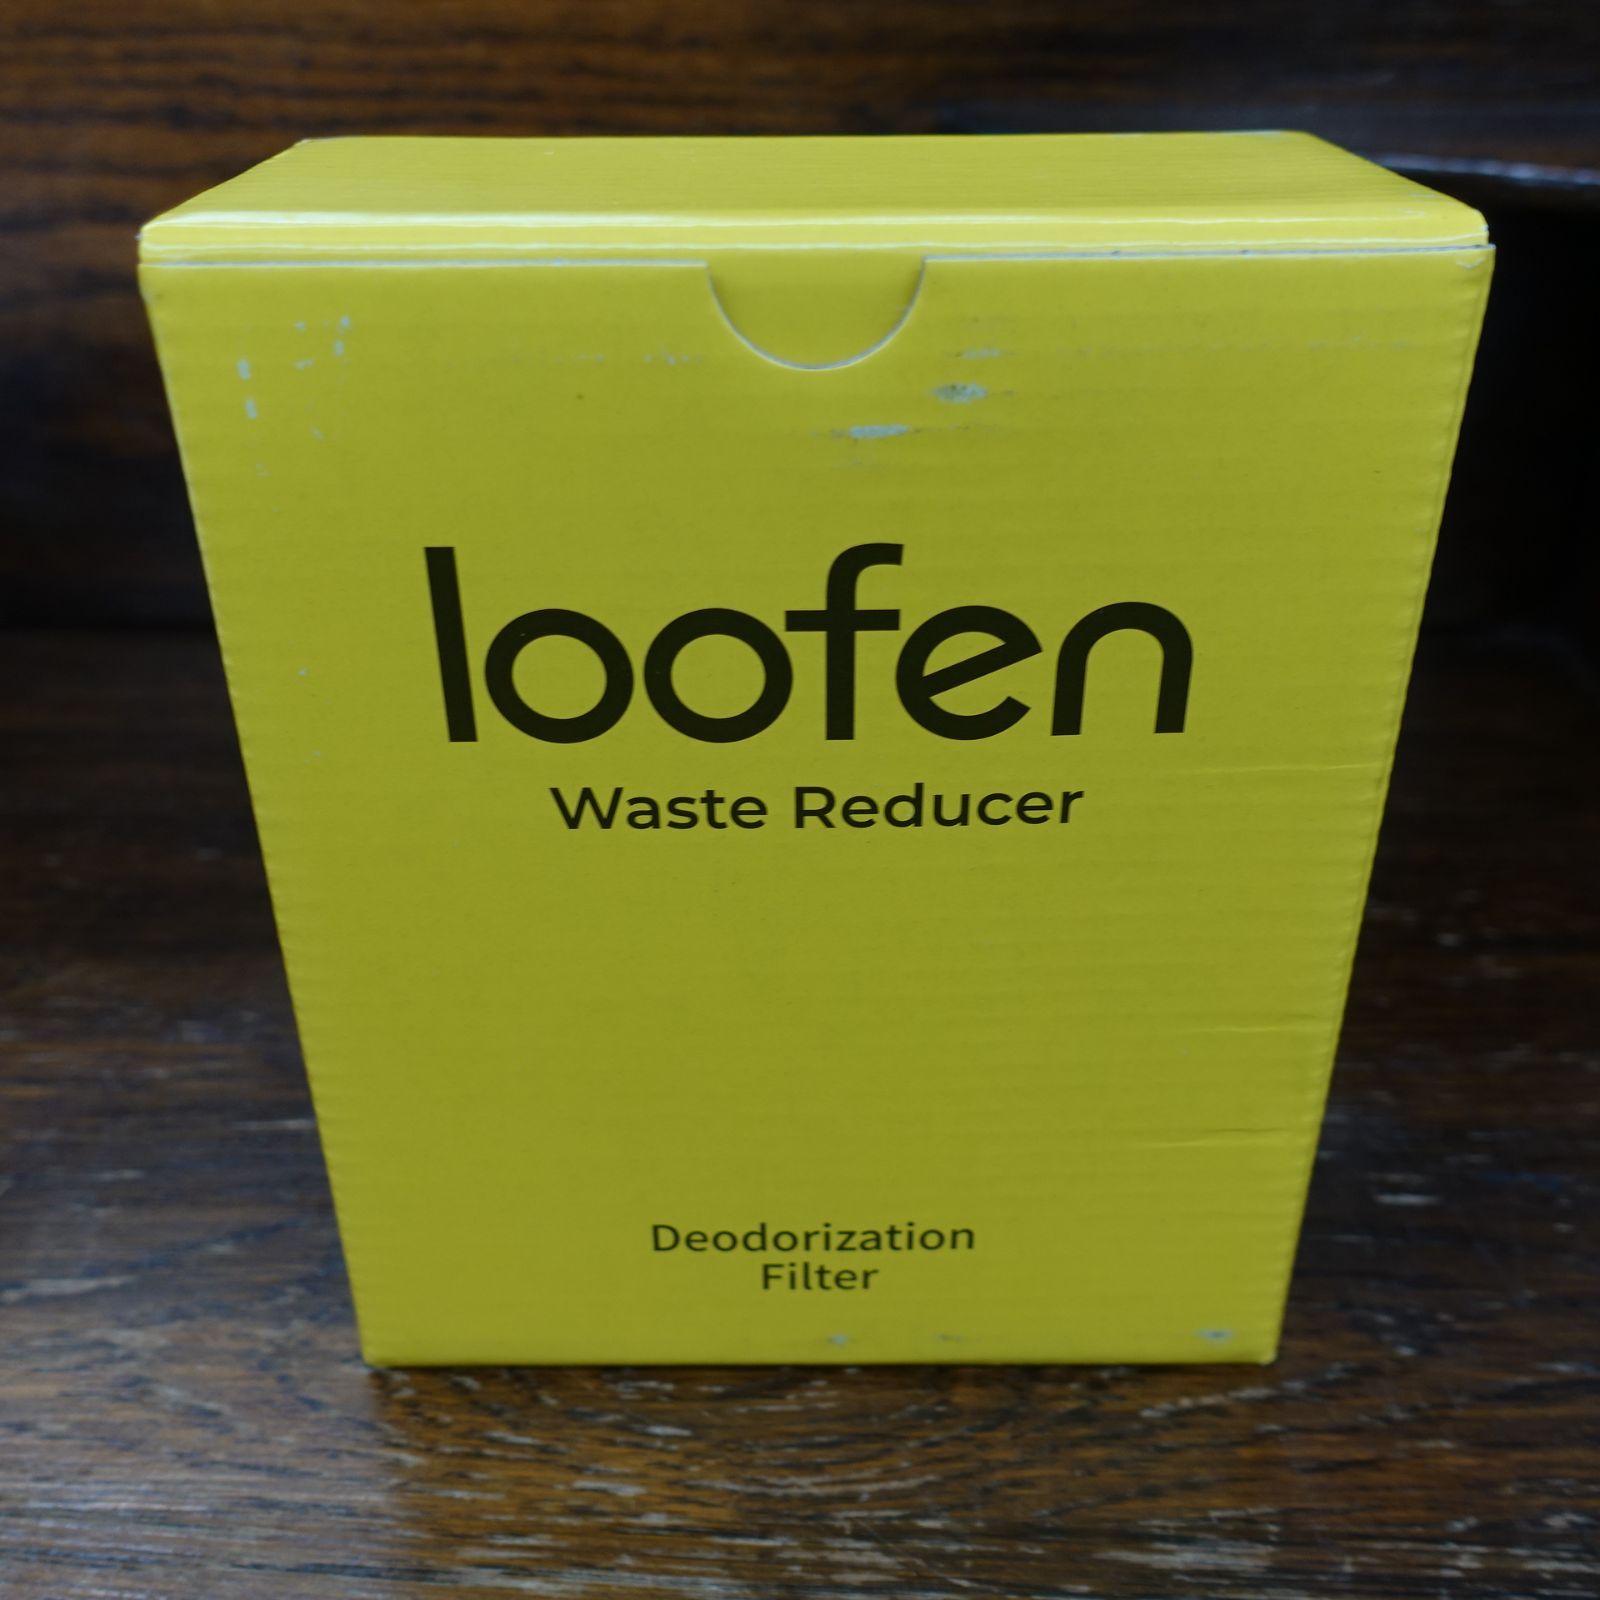 loofen
Waste Reducer
Deodorization
Filter